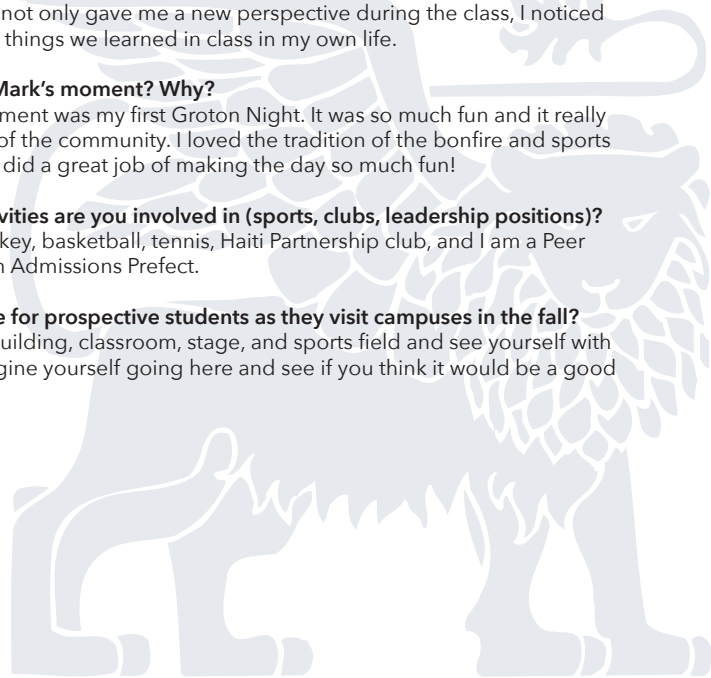 not only gave me a new perspective during the class, I noticed
things we learned in class in my own life.
Mark’s moment? Why?
ment was my first Groton Night. It was so much fun and it really
of the community. I loved the tradition of the bonfire and sports
did a great job of making the day so much fun!
vities are you involved in (sports, clubs, leadership positions)?
key, basketball, tennis, Haiti Partnership club, and I am a Peer
n Admissions Prefect.
e for prospective students as they visit campuses in the fall?
uilding, classroom, stage, and sports field and see yourself with
gine yourself going here and see if you think it would be a good